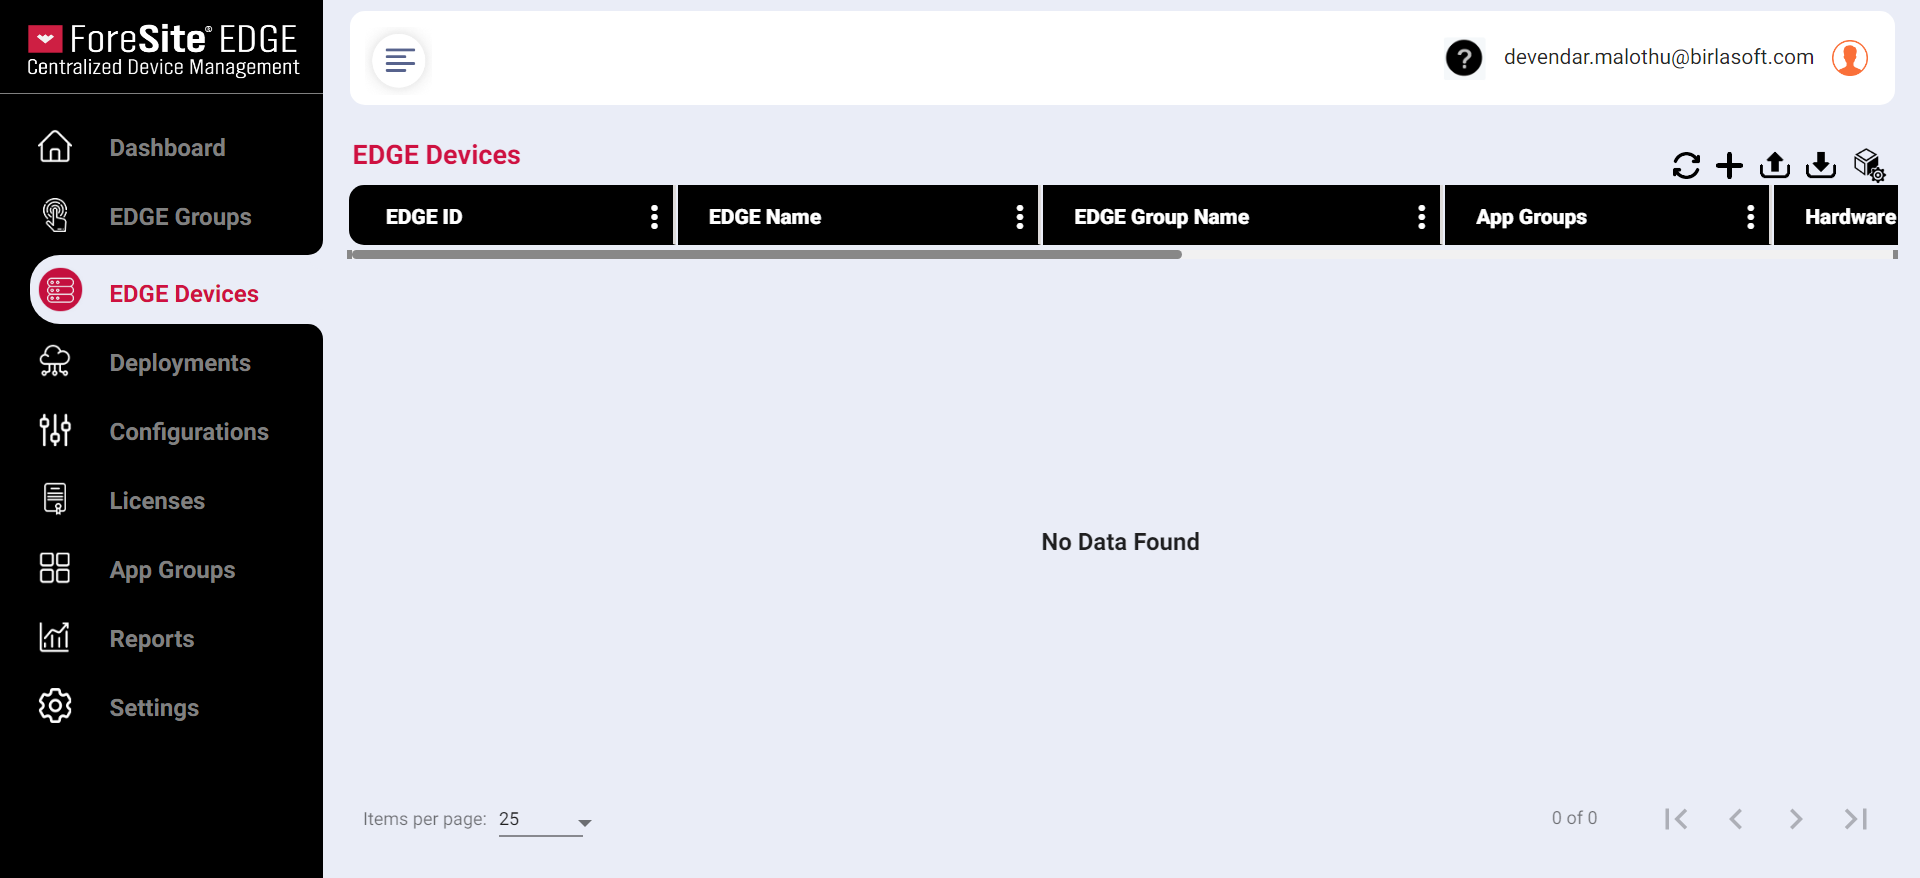 ForeSite® EDGE
Centralized Device Management
Dashboard
EDGE Groups
EDGE Devices
Deployments
Configurations
Licenses
App Groups
Reports
Settings
? devendar.malothu@birlasoft.com
EDGE Devices
EDGE ID EDGE Name EDGE Group Name App Groups Hardware
No Data Found
Items per page: 25
0 of 0